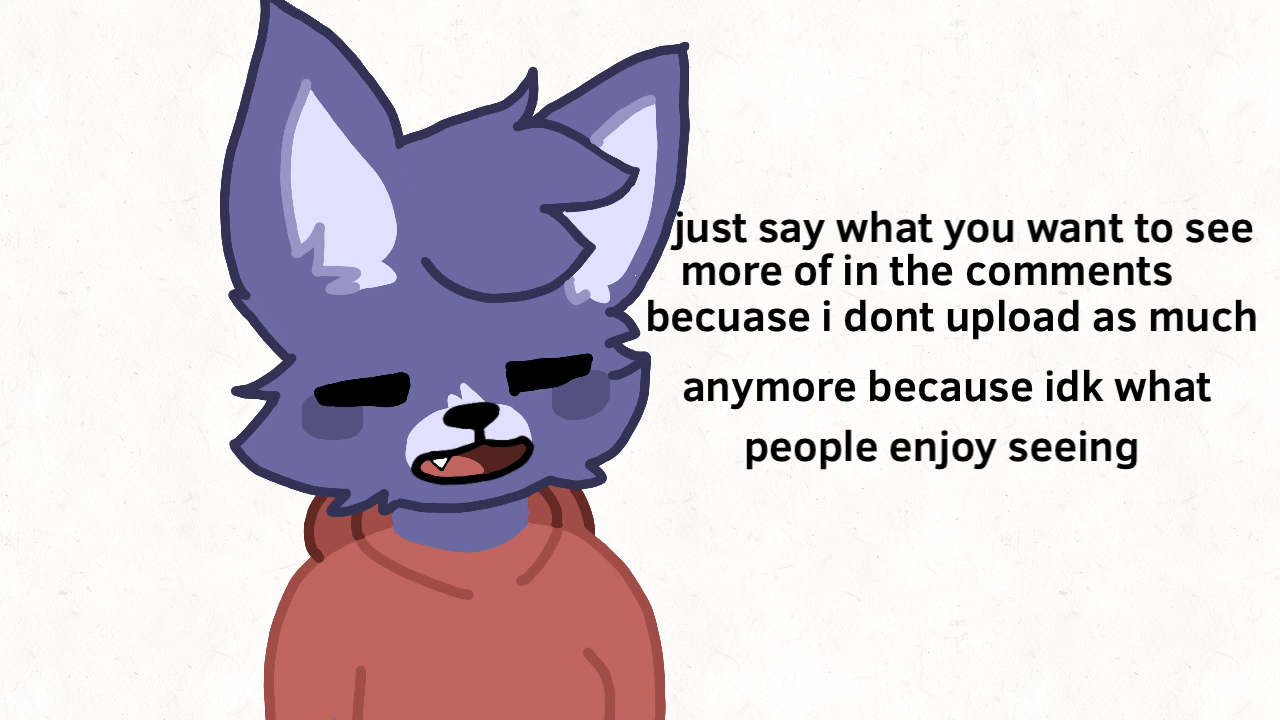 just say what you want to see
more of in the comments
becuase i dont upload as much
anymore because idk what
people enjoy seeing